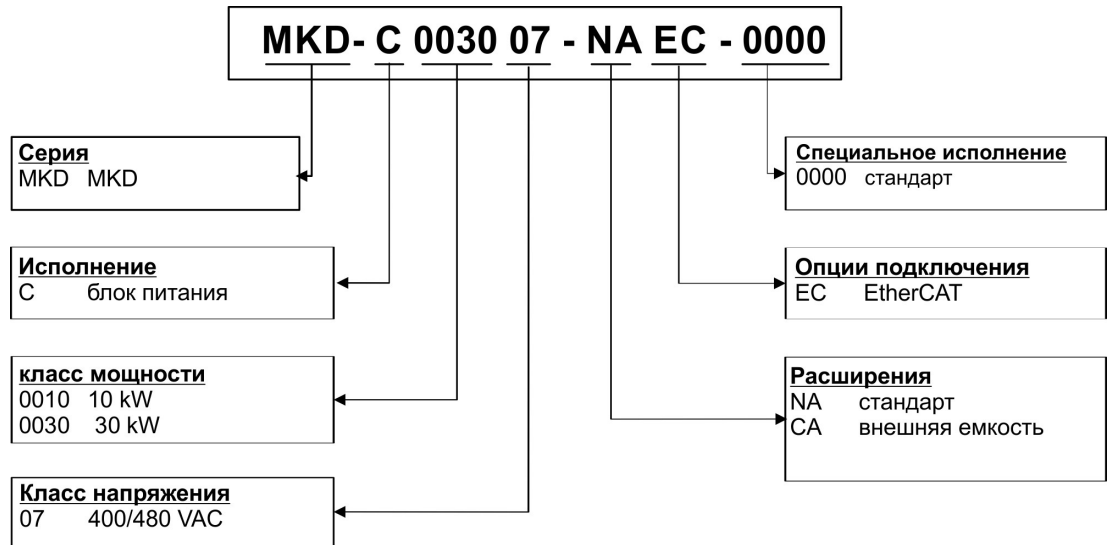 MKD- C 0030 07 - NA EC - 0000
Серия
MKD MKD
Исполнение
C блок питания
класс мощности
0010 10 kW
0030 30 kW
Класс напряжения
07 400/480 VAC
Специальное исполнение
0000 стандарт
Опции подключения
EC EtherCAT
Расширения
NA стандарт
CA внешняя емкость